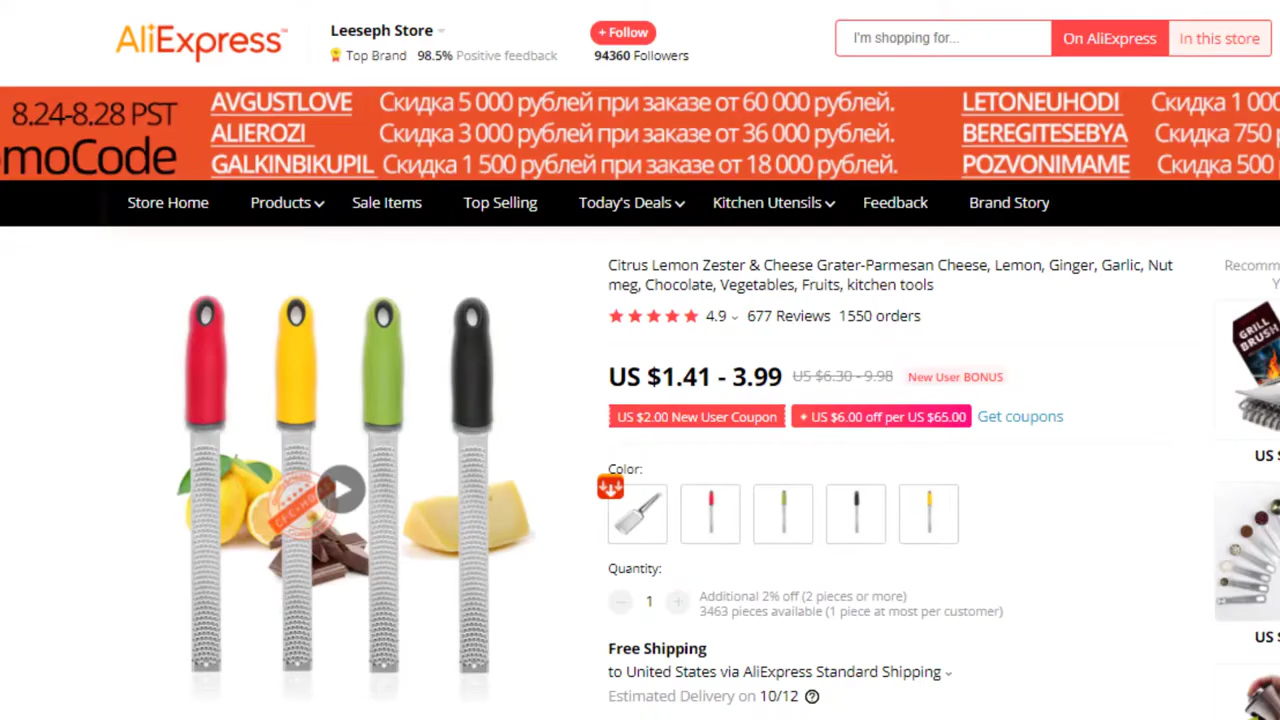 AliExpress™
Leeseph Store
+ Follow
Top Brand 98.5% Positive feedback
94360 Followers
I'm shopping for...
On AliExpress
In this store
8.24-8.28 PST
omoCode
AVGUSTLOVE Скидка 5 000 рублей при заказе от 60 000 рублей.
ALIEROZI Скидка 3 000 рублей при заказе от 36 000 рублей.
GALKINBIKUPIL Скидка 1 500 рублей при заказе от 18 000 рублей.
LETONEUHODI Скидка 1 000
BEREGITESEBYA Скидка 750
POZVONIMAME Скидка 500
Store Home Products Sale Items Top Selling Today's Deals Kitchen Utensils Feedback Brand Story
Citrus Lemon Zester & Cheese Grater-Parmesan Cheese, Lemon, Ginger, Garlic, Nut
meg, Chocolate, Vegetables, Fruits, kitchen tools
4.9 677 Reviews 1550 orders
US $1.41 - 3.99 US $6.30 - 9.98 New User BONUS
US $2.00 New User Coupon + US $6.00 off per US $65.00 Get coupons
Color:
Quantity:
1
Additional 2% off (2 pieces or more)
3463 pieces available (1 piece at most per customer)
Free Shipping
to United States via AliExpress Standard Shipping
Estimated Delivery on 10/12 ?
Recomm
Y
GRILL
BRUSH
US $
US $